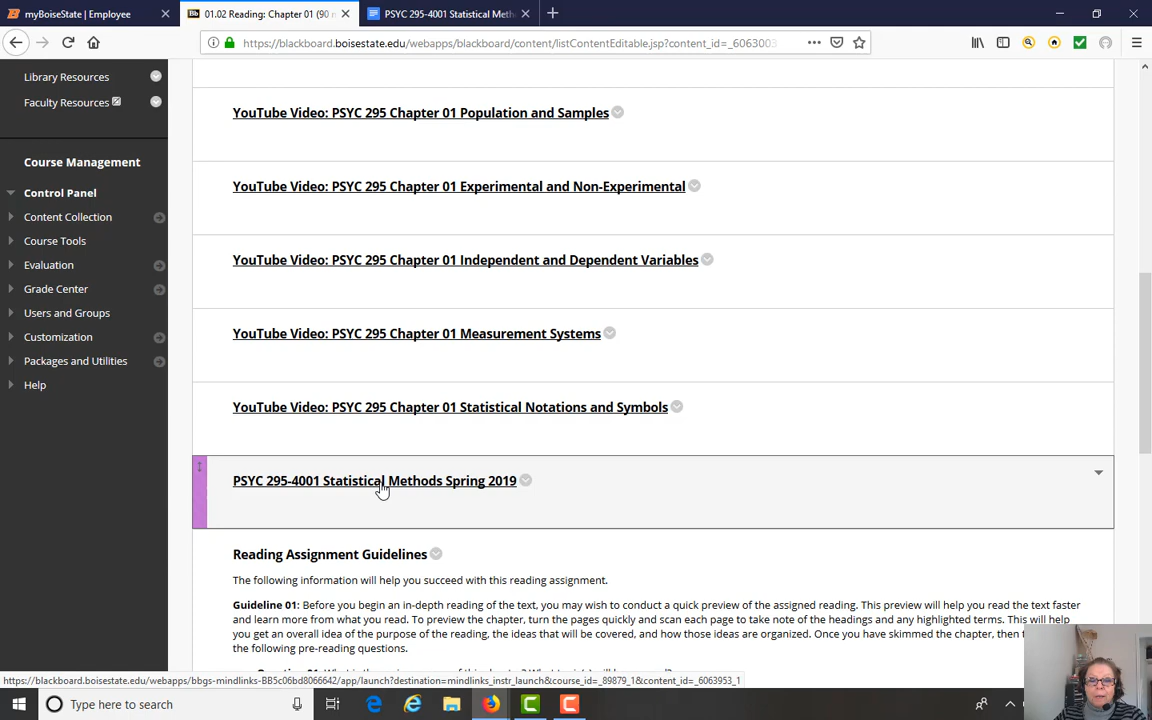 myBoiseState | Employee
Bb
01.02 Reading: Chapter 01 (90 m
PSYC 295-4001 Statistical Meth
https://blackboard.boisestate.edu/webapps/blackboard/content/listContentEditable.jsp?content_id=_6063003
Library Resources
Faculty Resources
Course Management
Control Panel
Content Collection
Course Tools
Evaluation
Grade Center
Users and Groups
Customization
Packages and Utilities
Help
YouTube Video: PSYC 295 Chapter 01 Population and Samples
YouTube Video: PSYC 295 Chapter 01 Experimental and Non-Experimental
YouTube Video: PSYC 295 Chapter 01 Independent and Dependent Variables
YouTube Video: PSYC 295 Chapter 01 Measurement Systems
YouTube Video: PSYC 295 Chapter 01 Statistical Notations and Symbols
PSYC 295-4001 Statistical Methods Spring 2019
Reading Assignment Guidelines
The following information will help you succeed with this reading assignment.
Guideline 01: Before you begin an in-depth reading of the text, you may wish to conduct a quick preview of the assigned reading. This preview will help you read the text faster
and learn more from what you read. To preview the chapter, turn the pages quickly and scan each page to take note of the headings and any highlighted terms. This will help
you get an overall idea of the purpose of the reading, the ideas that will be covered, and how those ideas are organized. Once you have skimmed the chapter, then
the following pre-reading questions.
https://blackboard.boisestate.edu/webapps/bbgs-mindlinks-BB5c06bd8066642/app/launch?destination=mindlinks_instr_launch&course_id=_89879_1&content_id=_6063953_1
Type here to search